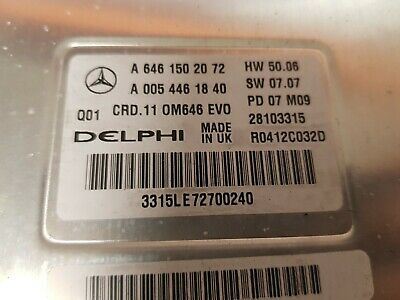 A 646 150 20 72 HW 50.06
A 005 446 18 40 SW 07.07
Q01 CRD.11 OM646 EVO PD 07 M09
DELPHI MADE IN UK 28103315
R0412C032D
3315LE72700240